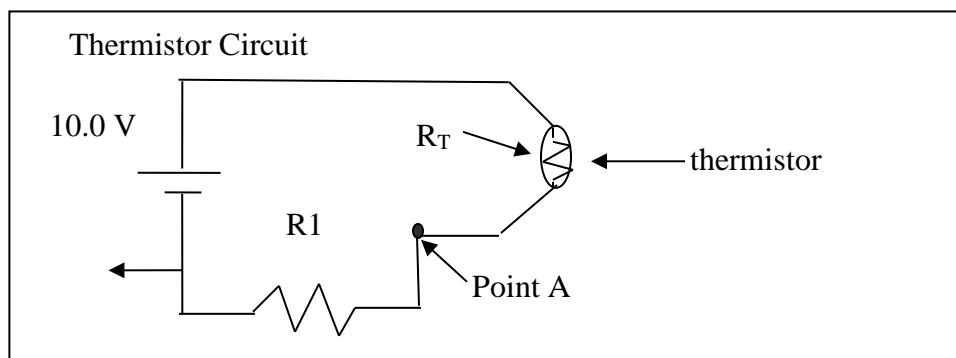 Thermistor Circuit
10.0 V
R_T
thermistor
R1
Point A